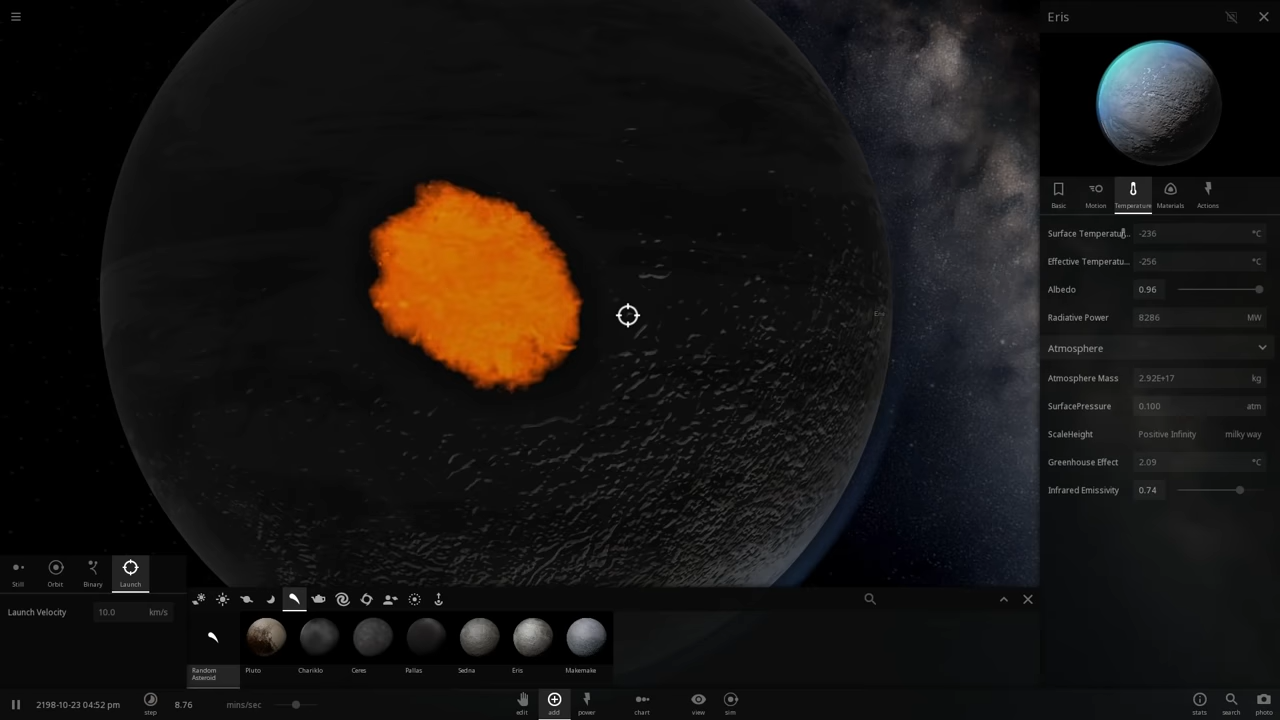 Eris
Basic
Motion
Temperature
Materials
Actions
Surface Temperatu... -236 °C
Effective Temperatu... -256 °C
Albedo 0.96
Radiative Power 8286 MW
Atmosphere
Atmosphere Mass 2.92E+17 kg
SurfacePressure 0.100 atm
ScaleHeight Positive Infinity milky way
Greenhouse Effect 2.09 °C
Infrared Emissivity 0.74
Eris
Still
Orbit
Binary
Launch
Launch Velocity 10.0 km/s
Random
Asteroid
Pluto
Chariklo
Ceres
Pallas
Sedna
Eris
Makemake
2198-10-23 04:52 pm
step
8.76 mins/sec
edit
add
power
chart
view
sim
stats
search
photo